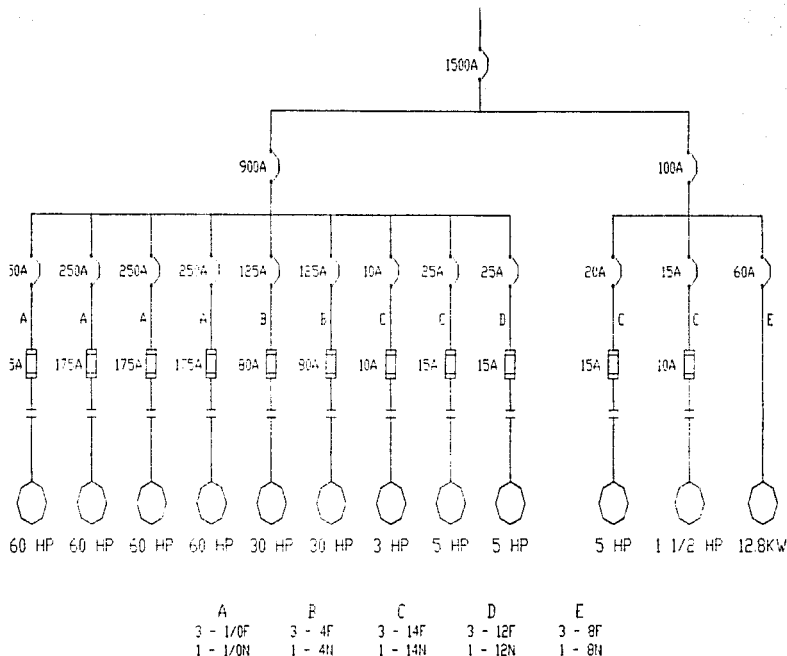 1500A
900A 100A
50A 250A 250A 250A 125A 125A 10A 25A 25A 20A 15A 60A
A A A A B B C C D C C E
5A 175A 175A 175A 80A 80A 10A 15A 15A 15A 10A
60 HP 60 HP 60 HP 60 HP 30 HP 30 HP 3 HP 5 HP 5 HP 5 HP 1 1/2 HP 12.8KW
A B C D E
3 - 1/0F 3 - 4F 3 - 14F 3 - 12F 3 - 8F
1 - 1/0N 1 - 4N 1 - 14N 1 - 12N 1 - 8N